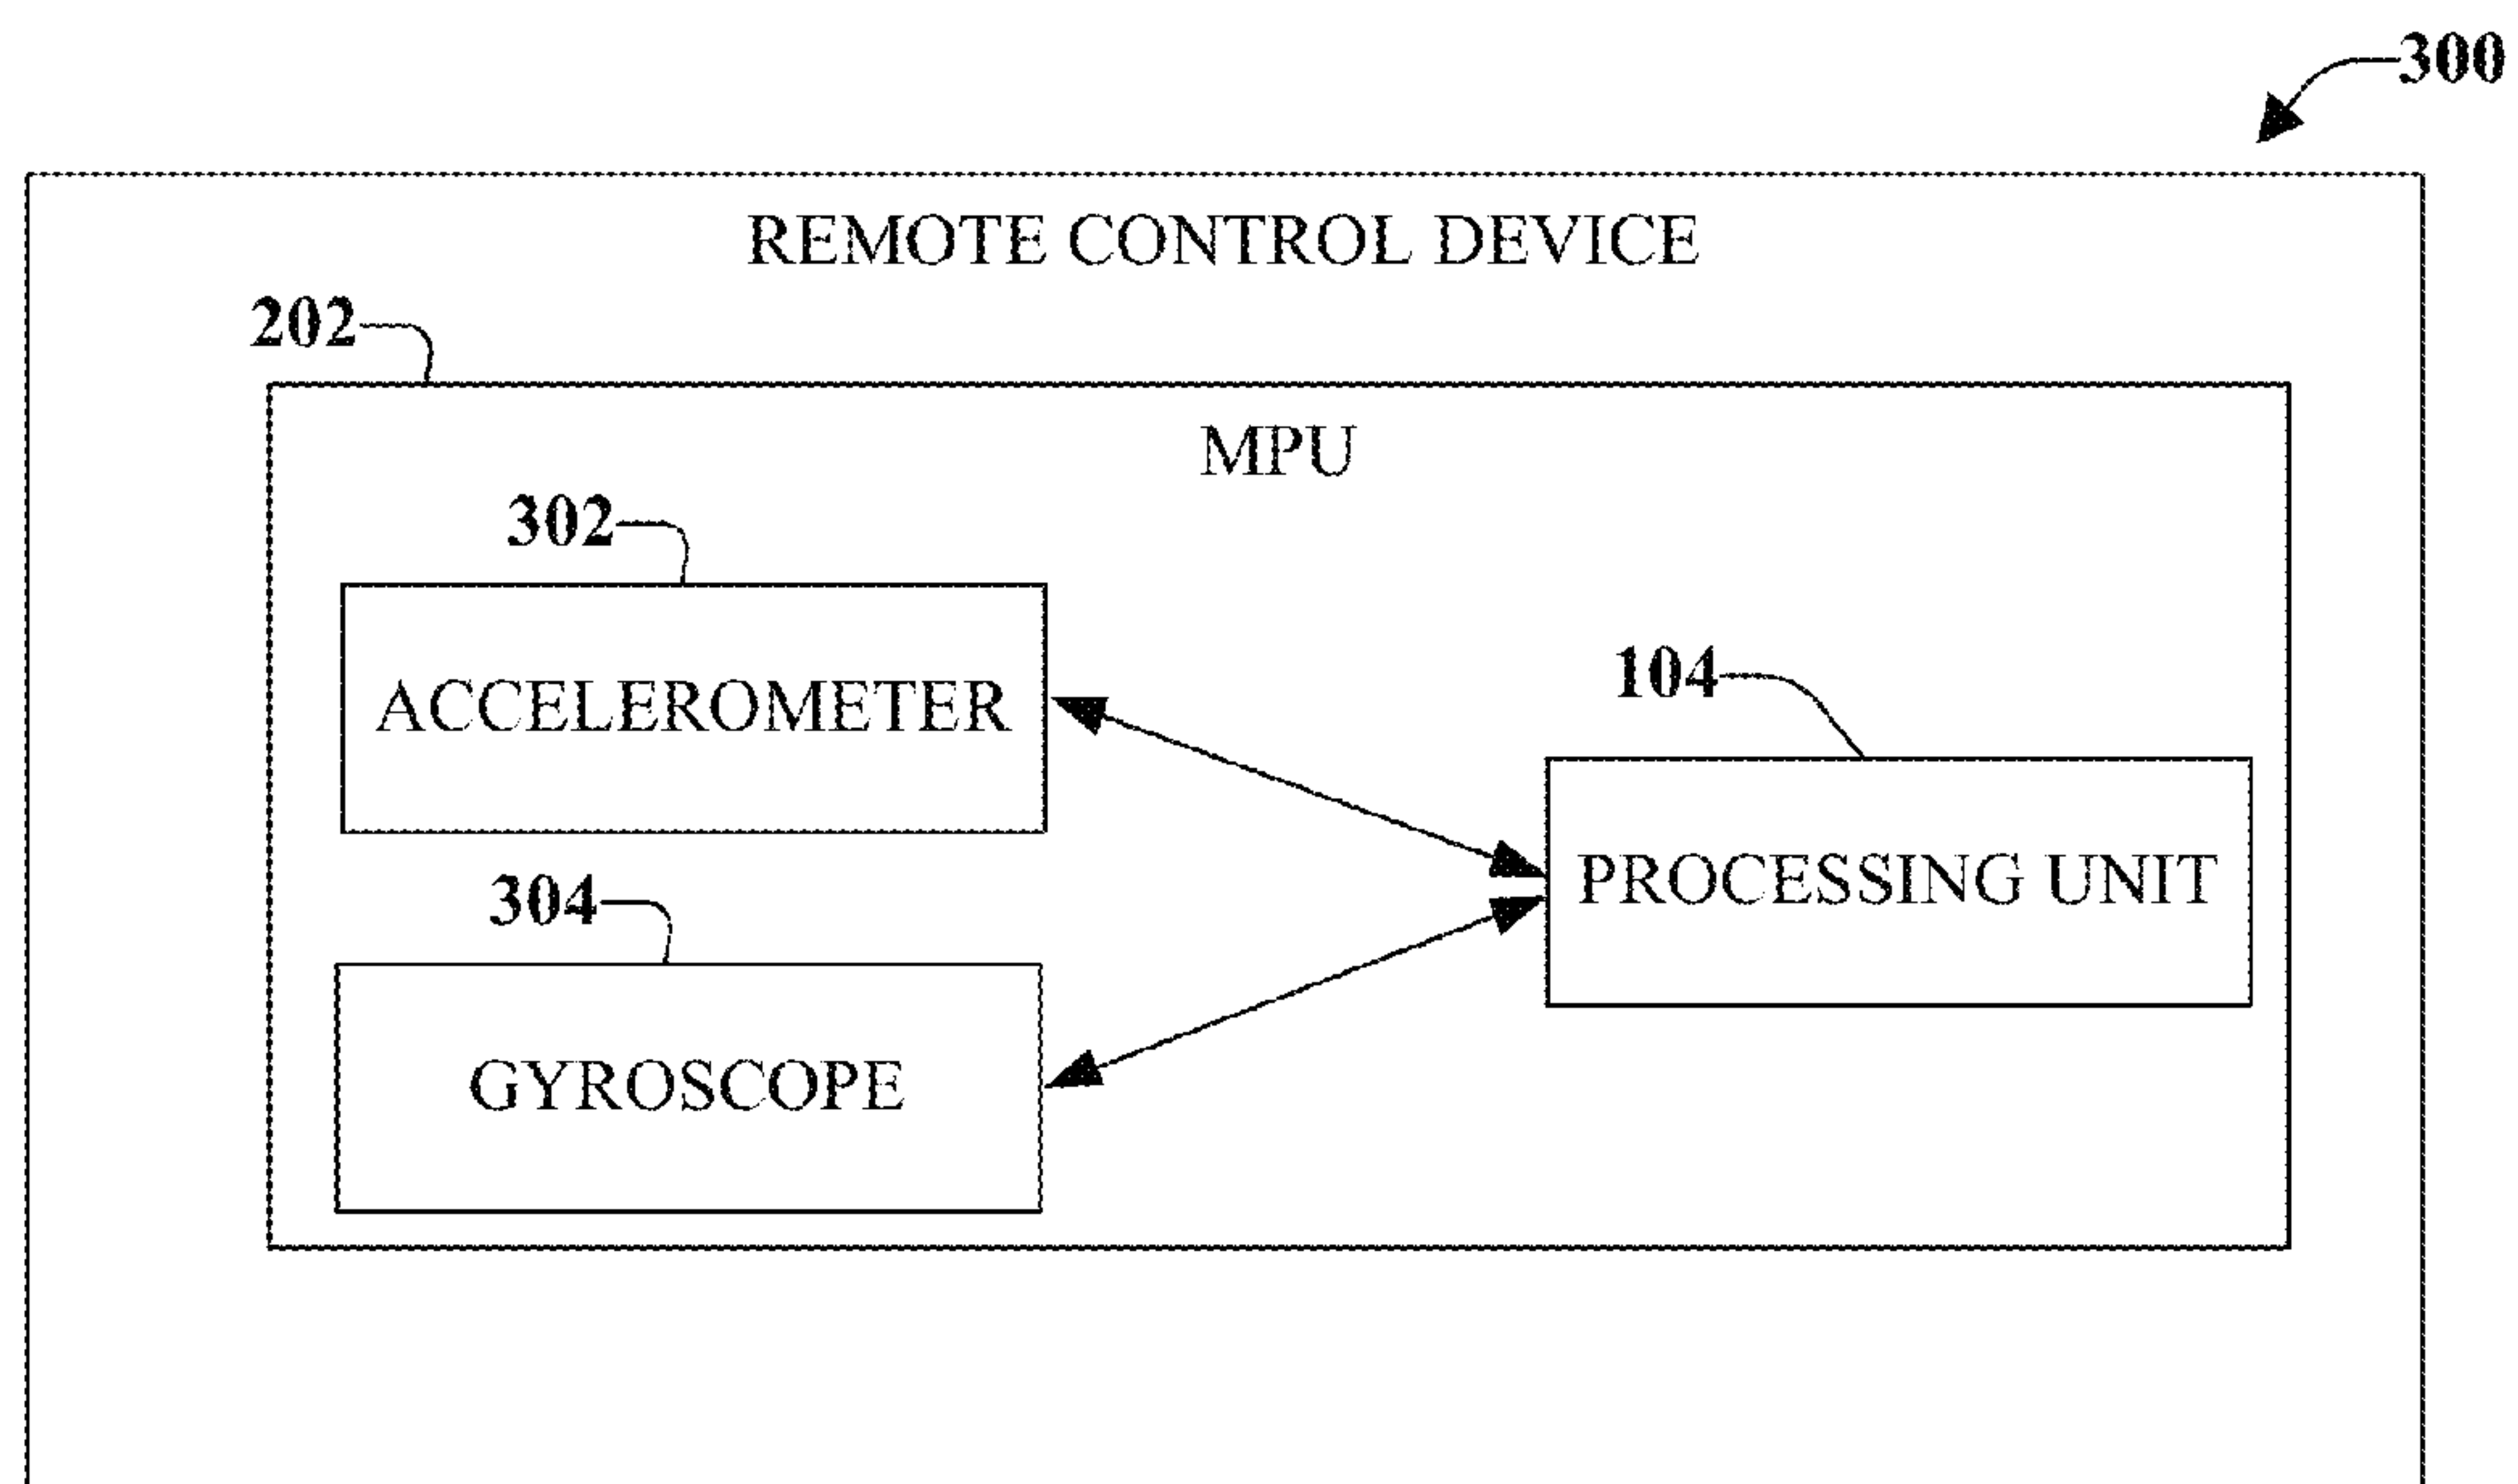 300
REMOTE CONTROL DEVICE
202
MPU
302
ACCELEROMETER
104
PROCESSING UNIT
304
GYROSCOPE